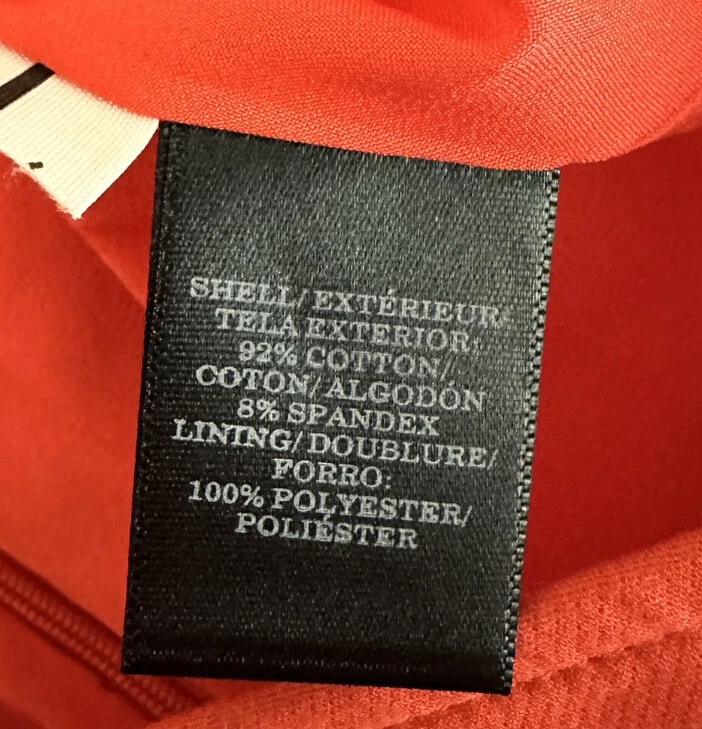 SHELL/EXTÉRIEUR/
TELA EXTERIOR:
92% COTTON/
COTON/ALGODÓN
8% SPANDEX
LINING/DOUBLURE/
FORRO:
100% POLYESTER/
POLIÉSTER